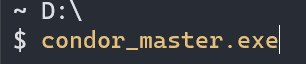 ~ D:\
$ condor_master.exe